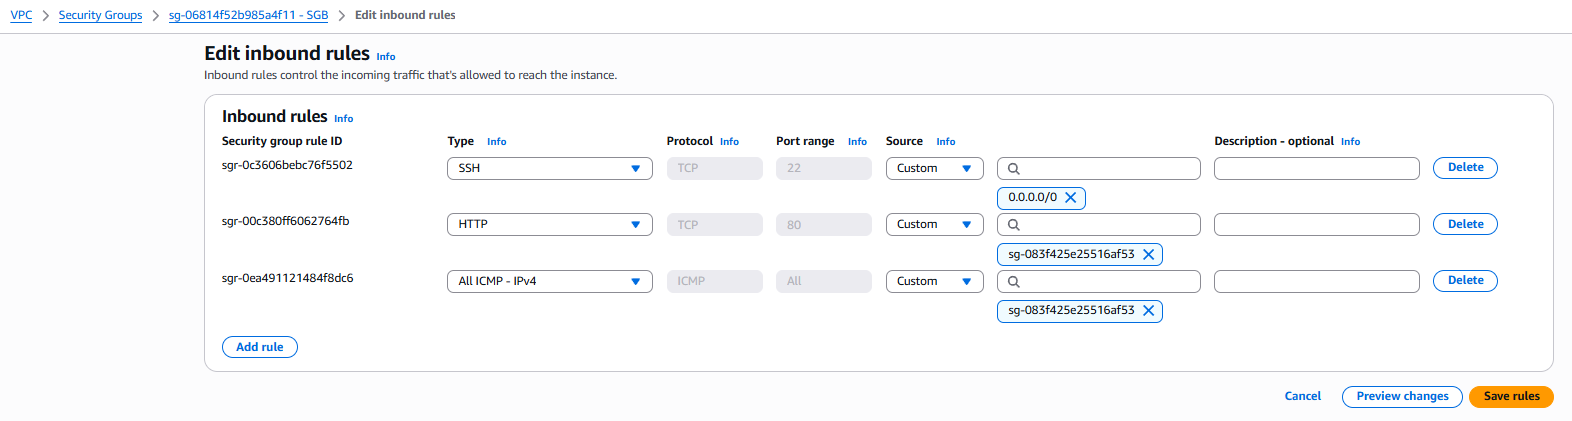 VPC > Security Groups > sg-06814f52b985a4f11 - SGB > Edit inbound rules
Edit inbound rules Info
Inbound rules control the incoming traffic that's allowed to reach the instance.
Inbound rules Info
Security group rule ID Type Info Protocol Info Port range Info Source Info Description - optional Info
sgr-0c3606bebc76f5502 SSH TCP 22 Custom Delete
0.0.0.0/0
sgr-00c380ff6062764fb HTTP TCP 80 Custom Delete
sg-083f425e25516af53
sgr-0ea491121484f8dc6 All ICMP - IPv4 ICMP All Custom Delete
sg-083f425e25516af53
Add rule
Cancel Preview changes Save rules